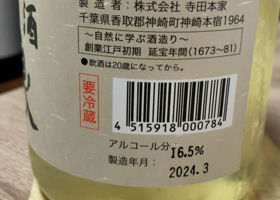 製造者：株式会社 寺田本家
千葉県香取郡神崎町神崎本宿1964
～自然に学ぶ酒造り～
創業江戸初期 延宝年間（1673～81）
●飲酒は20歳になってから。
酒
要冷蔵
4 515918 000784
アルコール分： 16.5%
製造年月： 2024.3